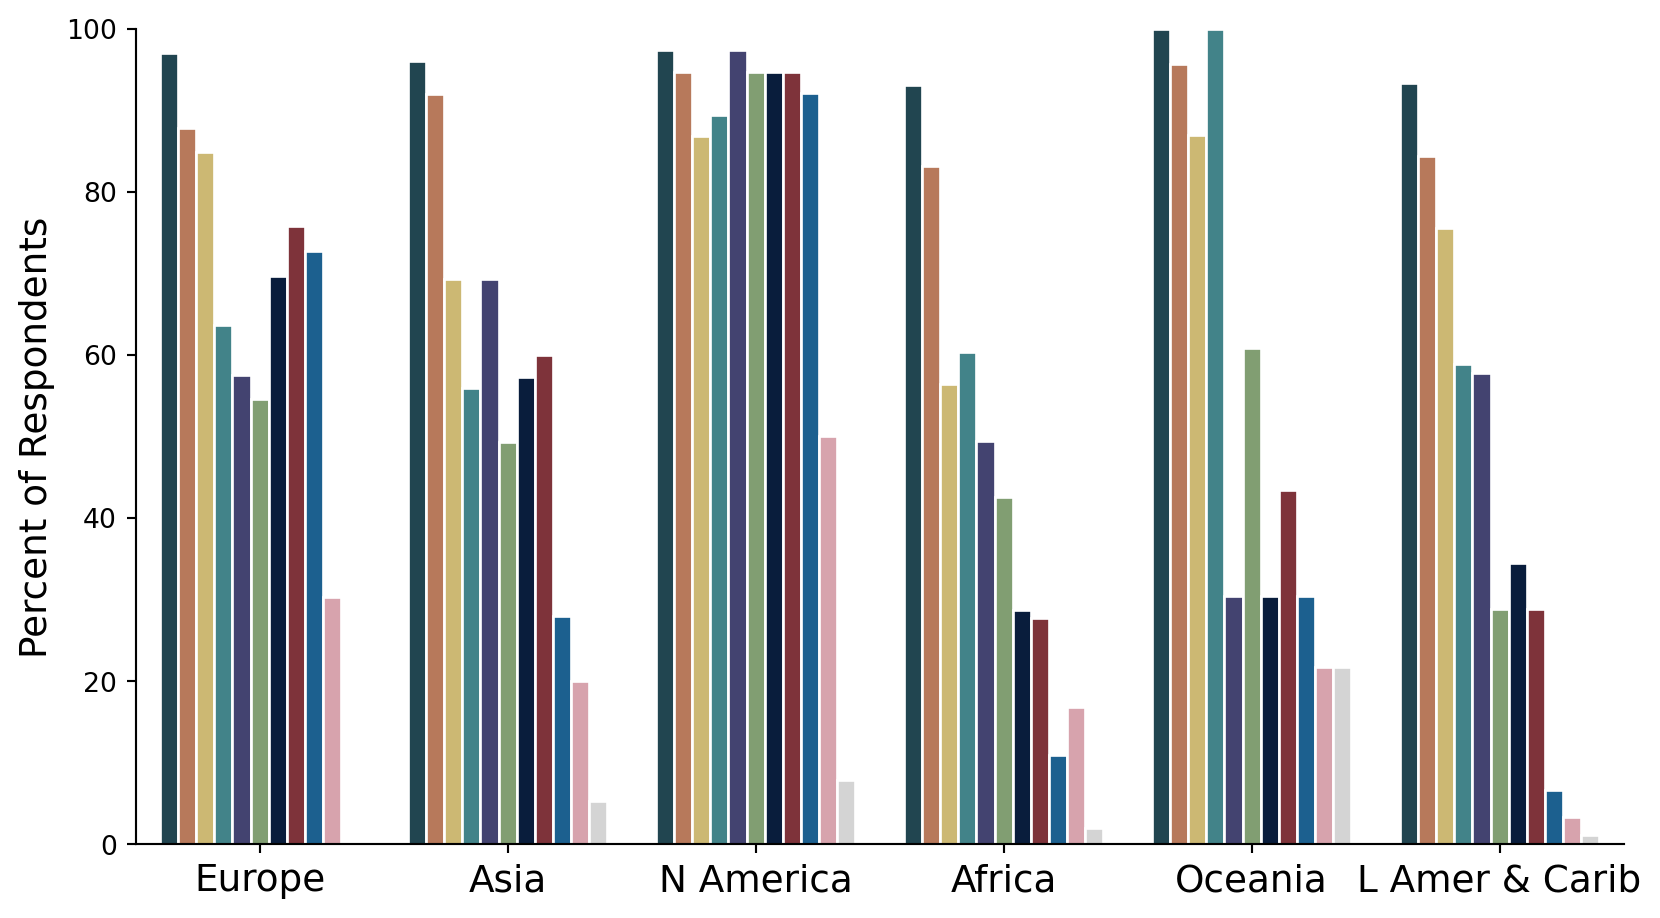 Percent of Respondents
100
80
60
40
20
0
Europe
Asia
N America
Africa
Oceania
L Amer & Carib